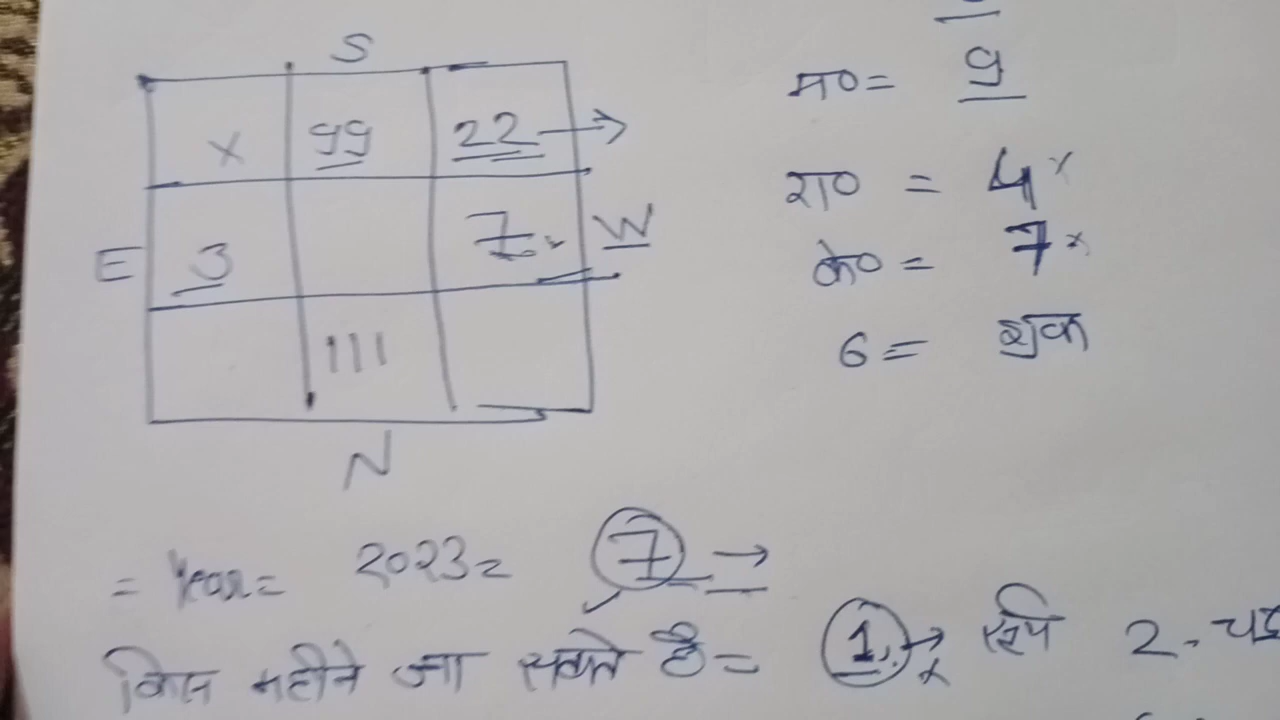 S
x 99 22 →
E 3 7 W
111
N
म० = 9
रा० = 4 x
के० = 7 x
6 = शुक्र
= Year = 2023 = 7 →
किस महीने जा सकते है = 1. → सूर्य 2. चन्द्र